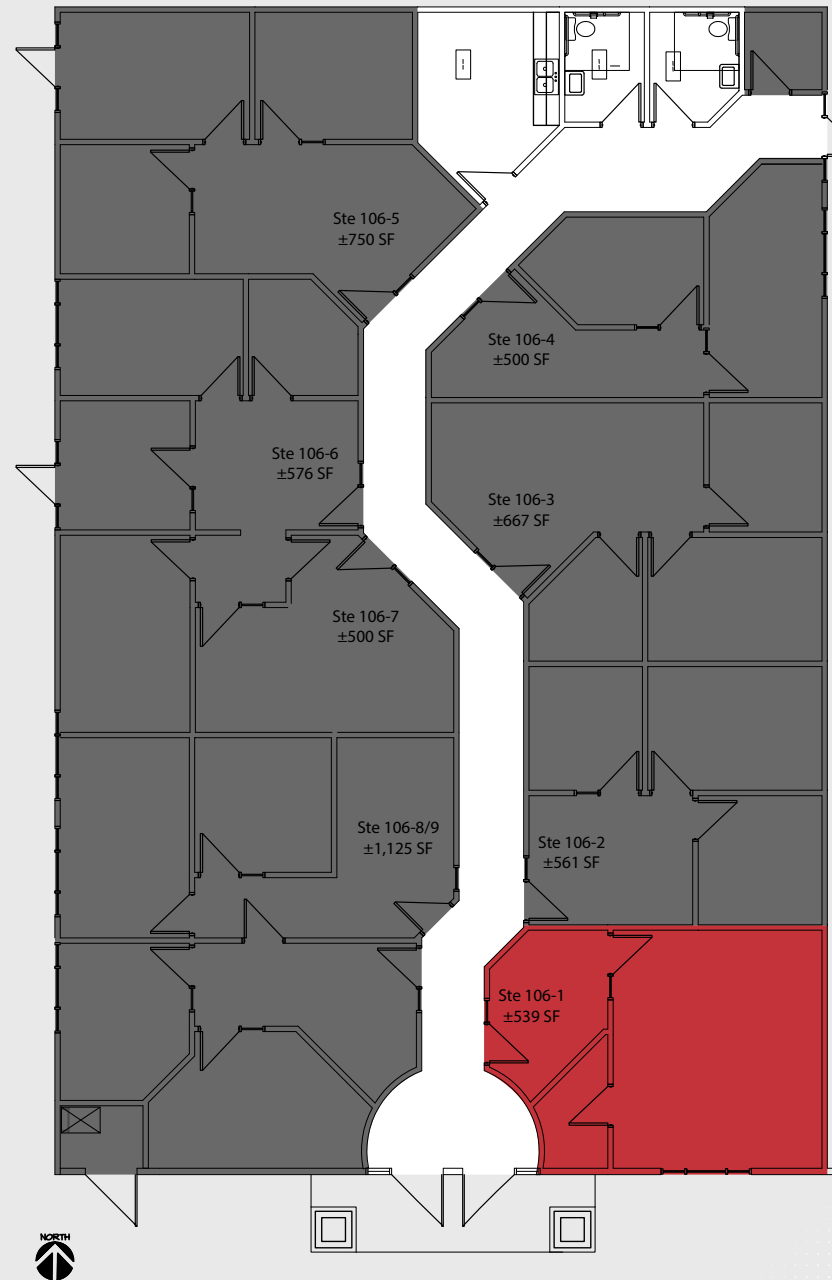 Ste 106-5
±750 SF
Ste 106-4
±500 SF
Ste 106-6
±576 SF
Ste 106-3
±667 SF
Ste 106-7
±500 SF
Ste 106-8/9
±1,125 SF
Ste 106-2
±561 SF
Ste 106-1
±539 SF
NORTH